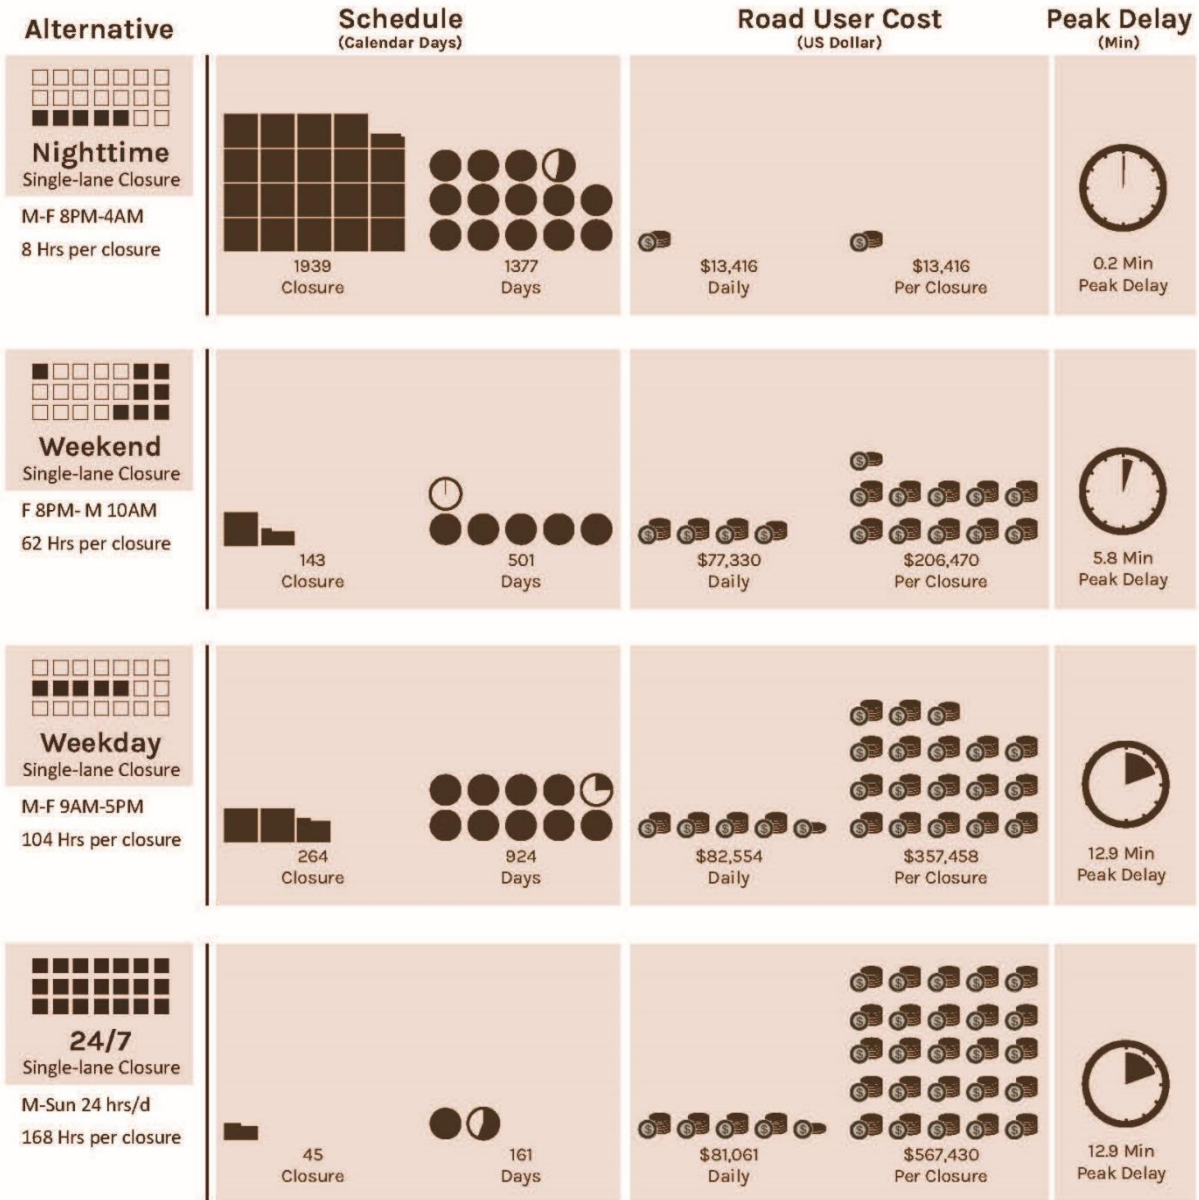 Alternative
Schedule
(Calendar Days)
Road User Cost
(US Dollar)
Peak Delay
(Min)
Nighttime
Single-lane Closure
M-F 8PM-4AM
8 Hrs per closure
1939
Closure
1377
Days
$13,416
Daily
$13,416
Per Closure
0.2 Min
Peak Delay
Weekend
Single-lane Closure
F 8PM- M 10AM
62 Hrs per closure
143
Closure
501
Days
$77,330
Daily
$206,470
Per Closure
5.8 Min
Peak Delay
Weekday
Single-lane Closure
M-F 9AM-5PM
104 Hrs per closure
264
Closure
924
Days
$82,554
Daily
$357,458
Per Closure
12.9 Min
Peak Delay
24/7
Single-lane Closure
M-Sun 24 hrs/d
168 Hrs per closure
45
Closure
161
Days
$81,061
Daily
$567,430
Per Closure
12.9 Min
Peak Delay